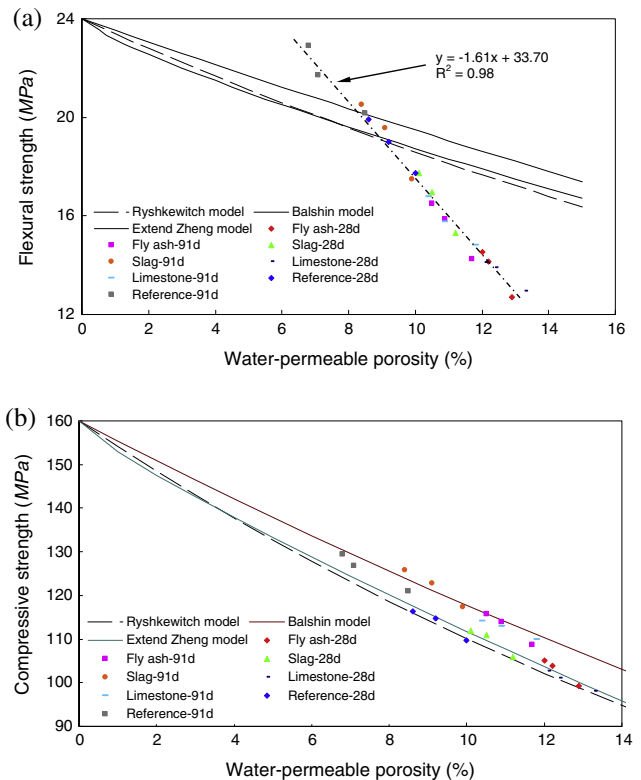 (a)
24
20
16
12
Flexural strength (MPa)
y = -1.61x + 33.70
R² = 0.98
Ryshkewitch model
Balshin model
Extend Zheng model
Fly ash-28d
Fly ash-91d
Slag-28d
Slag-91d
Limestone-28d
Limestone-91d
Reference-28d
Reference-91d
0 2 4 6 8 10 12 14 16
Water-permeable porosity (%)
(b)
160
150
140
130
120
110
100
90
Compressive strength (MPa)
Ryshkewitch model
Balshin model
Extend Zheng model
Fly ash-28d
Fly ash-91d
Slag-28d
Slag-91d
Limestone-28d
Limestone-91d
Reference-28d
Reference-91d
0 2 4 6 8 10 12 14
Water-permeable porosity (%)